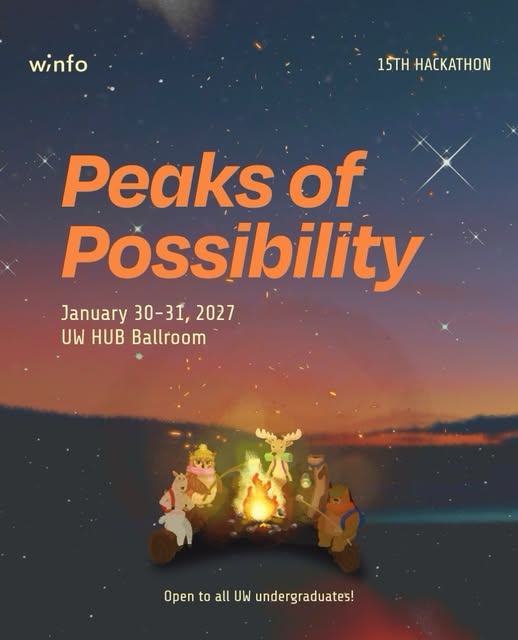 winfo
15TH HACKATHON
Peaks of
Possibility
January 30-31, 2027
UW HUB Ballroom
Open to all UW undergraduates!